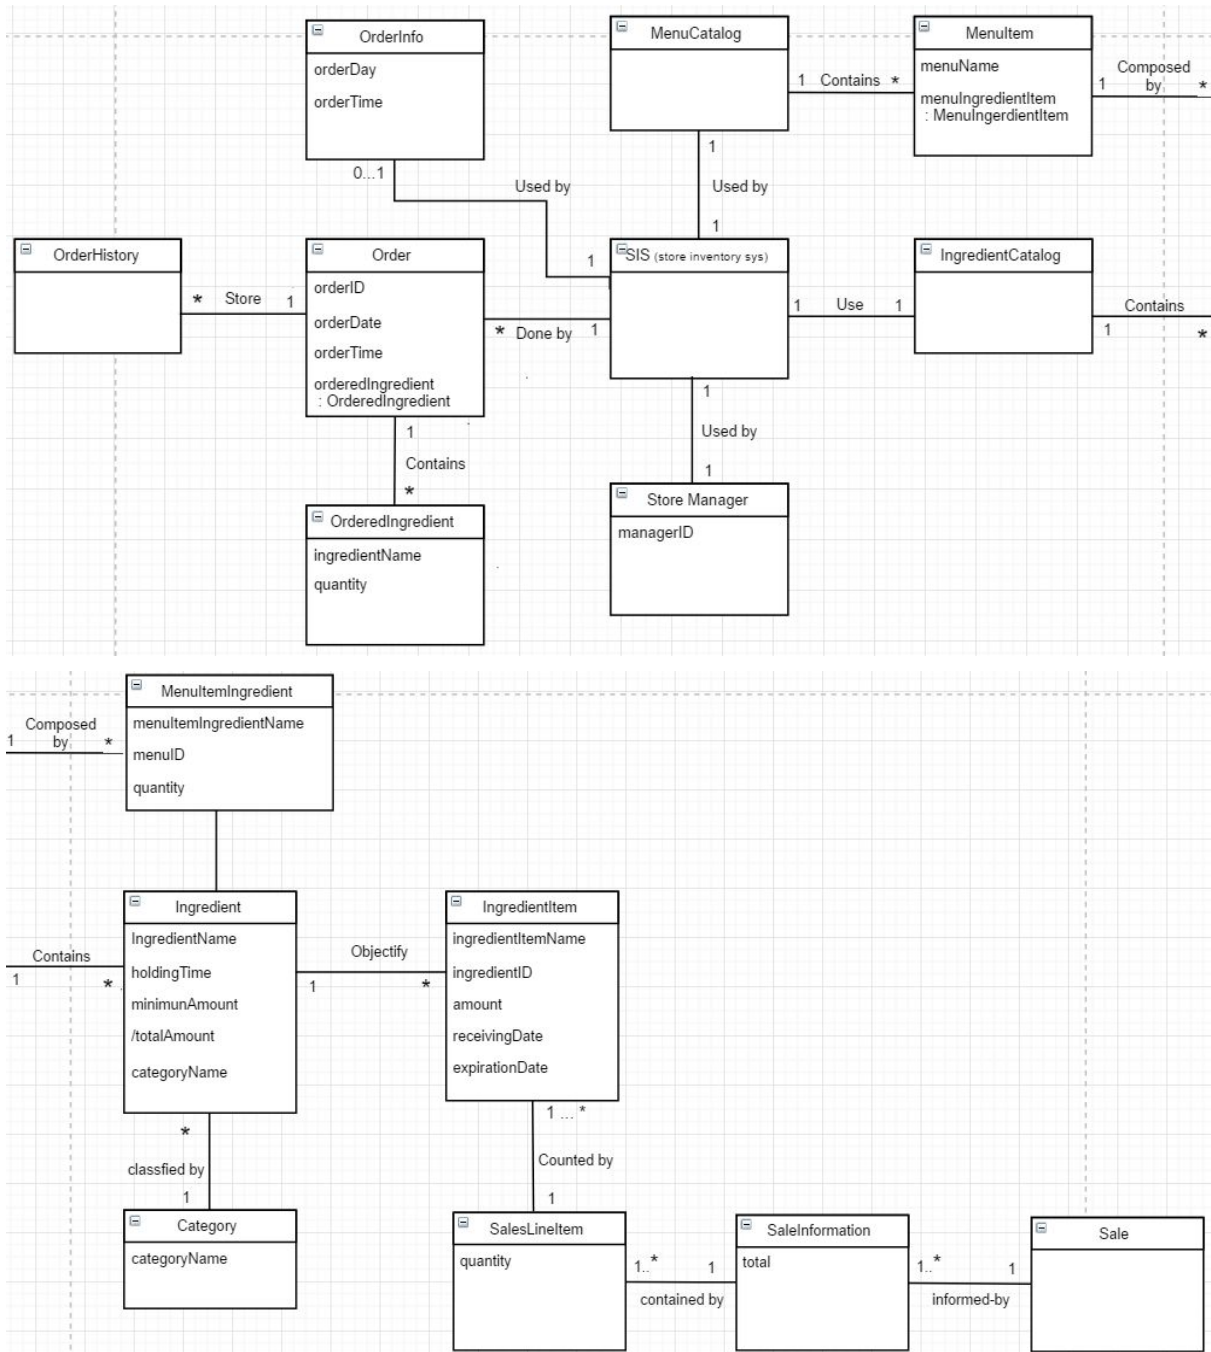 OrderInfo
orderDay
orderTime
0...1
Used by
1
MenuCatalog
1 Contains *
1
Used by
1
MenuItem
menuName
menuIngredientItem
: MenuIngerdientItem
1
Composed
by
*
OrderHistory
* Store 1
Order
orderID
orderDate
orderTime
orderedIngredient
: OrderedIngredient
* Done by 1
SIS (store inventory sys)
1 Use 1
IngredientCatalog
Contains
1
*
1
Contains
*
OrderedIngredient
ingredientName
quantity
1
Used by
1
Store Manager
managerID
Composed
1 by *
MenuItemIngredient
menuItemIngredientName
menuID
quantity
Contains
1 *
Ingredient
IngredientName
holdingTime
minimunAmount
/totalAmount
categoryName
Objectify
1 *
IngredientItem
ingredientItemName
ingredientID
amount
receivingDate
expirationDate
*
classfied by
1
Category
categoryName
1 ... *
Counted by
1
SalesLineItem
quantity
1..* 1
contained by
SaleInformation
total
1..* 1
informed-by
Sale